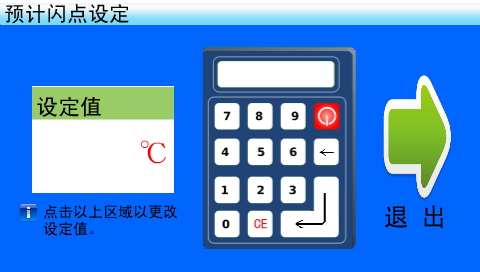 预计闪点设定
设定值
℃
点击以上区域以更改
设定值。
7 8 9
4 5 6 ←
1 2 3
0 CE
退 出